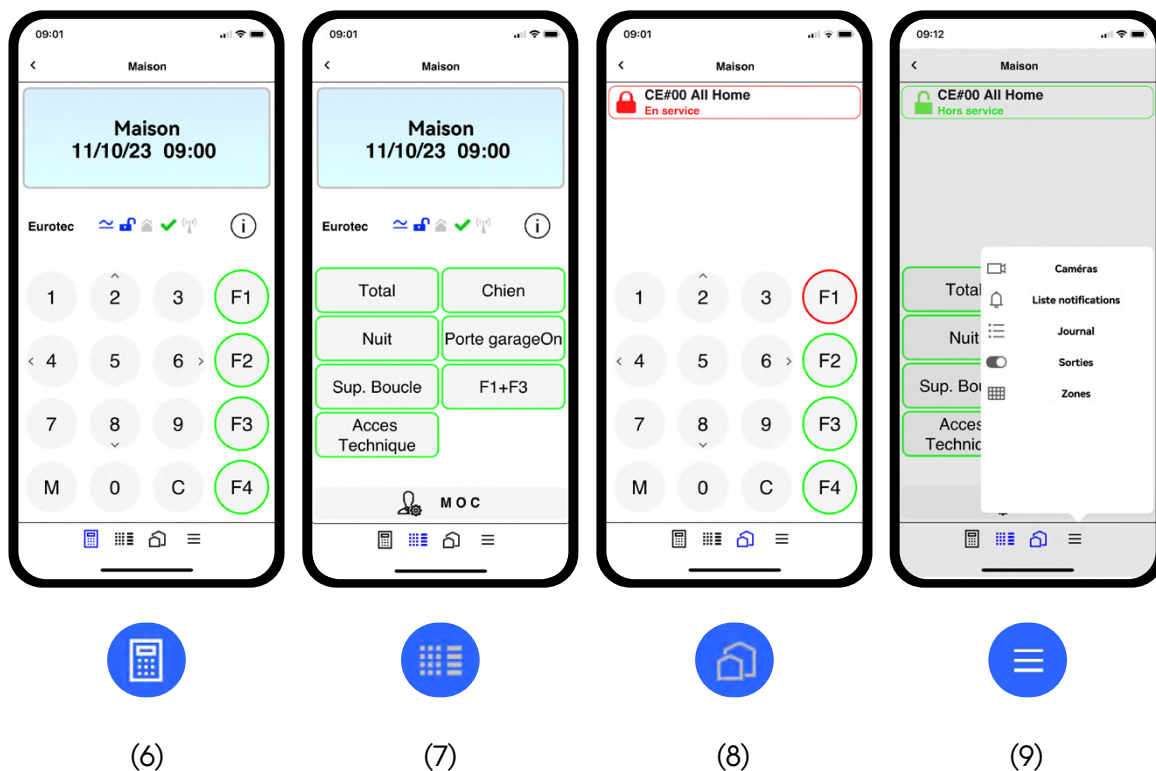 09:01
Maison
Maison
11/10/23 09:00
Eurotec
i
1 2 3 F1
4 5 6 F2
7 8 9 F3
M 0 C F4
(6)
09:01
Maison
Maison
11/10/23 09:00
Eurotec
i
Total Chien
Nuit Porte garageOn
Sup. Boucle F1+F3
Acces
Technique
MOC
(7)
09:01
Maison
CE#00 All Home
En service
1 2 3 F1
4 5 6 F2
7 8 9 F3
M 0 C F4
(8)
09:12
Maison
CE#00 All Home
Hors service
Total
Nuit
Sup. Bou
Acces
Techniq
Caméras
Liste notifications
Journal
Sorties
Zones
(9)